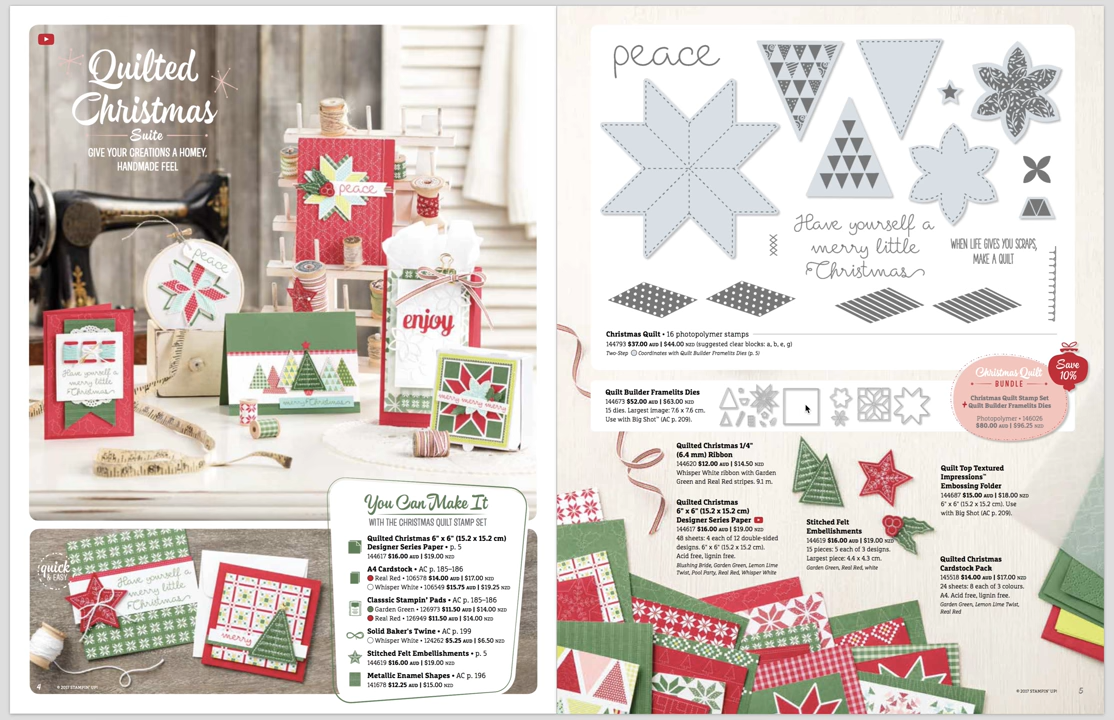 Quilted
Christmas
Suite
GIVE YOUR CREATIONS A HOMEY,
HANDMADE FEEL
peace
peace
enjoy
Have yourself a
merry little
Christmas
merry Christmas
merry Christmas
You Can Make It
WITH THE CHRISTMAS QUILT STAMP SET
Quilted Christmas 6" x 6" (15.2 x 15.2 cm)
Designer Series Paper • p. 5
144617 $16.00 AUD | $19.00 NZD
A4 Cardstock • AC p. 185–186
Real Red • 106578 $14.00 AUD | $17.00 NZD
Whisper White • 106549 $15.75 AUD | $19.25 NZD
Classic Stampin' Pads • AC p. 185–186
Garden Green • 126973 $11.50 AUD | $14.00 NZD
Real Red • 126949 $11.50 AUD | $14.00 NZD
Solid Baker's Twine • AC p. 199
Whisper White • 124262 $5.25 AUD | $6.50 NZD
Stitched Felt Embellishments • p. 5
144619 $16.00 AUD | $19.00 NZD
Metallic Enamel Shapes • AC p. 196
141678 $12.25 AUD | $15.00 NZD
quick
& EASY
Have yourself a
merry little
Christmas
merry
4
© 2017 STAMPIN' UP!
peace
Have yourself a
merry little
Christmas
WHEN LIFE GIVES YOU SCRAPS,
MAKE A QUILT
Christmas Quilt • 16 photopolymer stamps
144793 $37.00 AUD | $44.00 NZD (suggested clear blocks: a, b, e, g)
Two-Step Coordinates with Quilt Builder Framelits Dies (p. 5)
Quilt Builder Framelits Dies
144673 $52.00 AUD | $63.00 NZD
15 dies. Largest image: 7.6 x 7.6 cm.
Use with Big Shot™ (AC p. 209).
Save
10%
Christmas Quilt
BUNDLE
Christmas Quilt Stamp Set
+ Quilt Builder Framelits Dies
Photopolymer • 146026
$80.00 AUD | $96.25 NZD
Quilted Christmas 1/4"
(6.4 mm) Ribbon
144620 $12.00 AUD | $14.50 NZD
Whisper White ribbon with Garden
Green and Real Red stripes. 9.1 m.
Quilted Christmas
6" x 6" (15.2 x 15.2 cm)
Designer Series Paper
144617 $16.00 AUD | $19.00 NZD
48 sheets: 4 each of 12 double-sided
designs. 6" x 6" (15.2 x 15.2 cm).
Acid free, lignin free.
Blushing Bride, Garden Green, Lemon Lime
Twist, Pool Party, Real Red, Whisper White
Stitched Felt
Embellishments
144619 $16.00 AUD | $19.00 NZD
15 pieces: 5 each of 3 designs.
Largest piece: 4.4 x 4.3 cm.
Garden Green, Real Red, white
Quilt Top Textured
Impressions™
Embossing Folder
144687 $15.00 AUD | $18.00 NZD
6" x 6" (15.2 x 15.2 cm). Use
with Big Shot (AC p. 209).
Quilted Christmas
Cardstock Pack
145518 $14.00 AUD | $17.00 NZD
24 sheets: 8 each of 3 colours.
A4. Acid free, lignin free.
Garden Green, Lemon Lime Twist,
Real Red
© 2017 STAMPIN' UP!
5